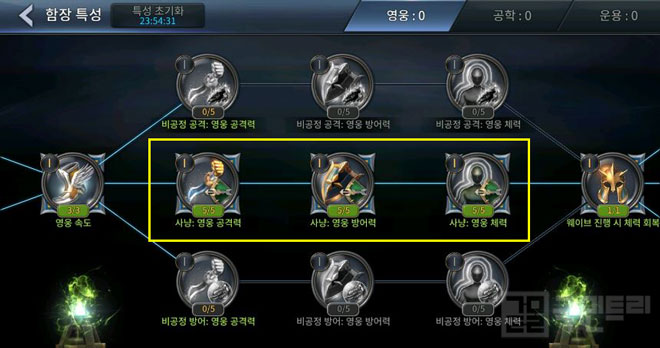 함장 특성
특성 초기화
23:54:31
영웅 : 0
공학 : 0
운용 : 0
I
0/5
비공정 공격: 영웅 공격력
I
0/5
비공정 공격: 영웅 방어력
I
0/5
비공정 공격: 영웅 체력
I
3/3
영웅 속도
I
5/5
사냥: 영웅 공격력
I
5/5
사냥: 영웅 방어력
I
5/5
사냥: 영웅 체력
I
1/1
웨이브 진행 시 체력 회복
I
0/5
비공정 방어: 영웅 공격력
I
0/5
비공정 방어: 영웅 방어력
I
0/5
비공정 방어: 영웅 체력